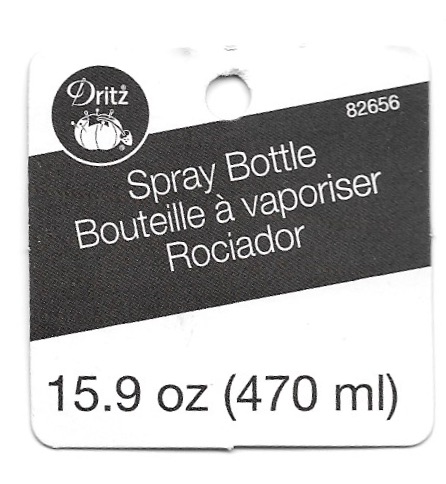 Dritz
®
82656
Spray Bottle
Bouteille à vaporiser
Rociador
15.9 oz (470 ml)